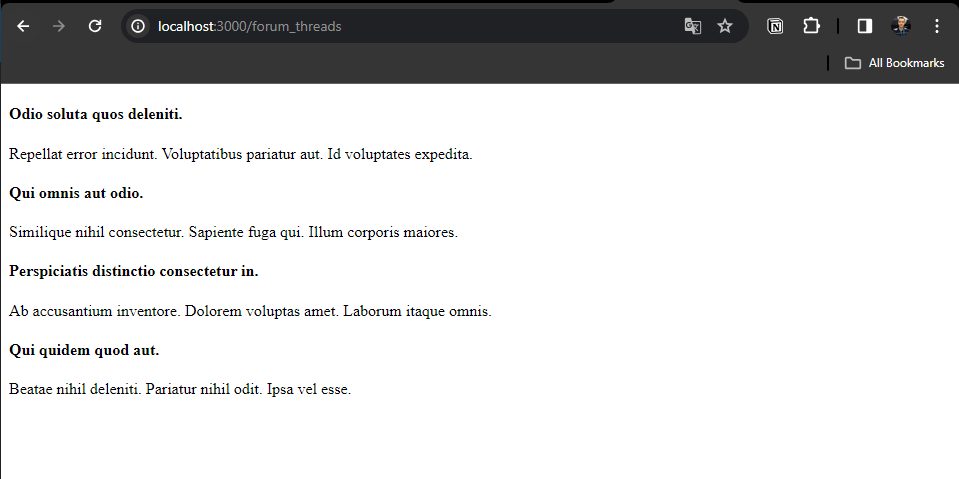 localhost:3000/forum_threads
All Bookmarks
Odio soluta quos deleniti.
Repellat error incidunt. Voluptatibus pariatur aut. Id voluptates expedita.
Qui omnis aut odio.
Similique nihil consectetur. Sapiente fuga qui. Illum corporis maiores.
Perspiciatis distinctio consectetur in.
Ab accusantium inventore. Dolorem voluptas amet. Laborum itaque omnis.
Qui quidem quod aut.
Beatae nihil deleniti. Pariatur nihil odit. Ipsa vel esse.